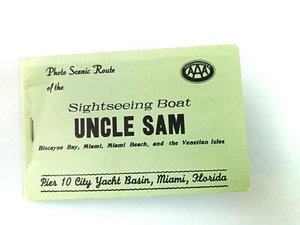 Photo Scenic Route
of the
AAA
Sightseeing Boat
UNCLE SAM
Biscayne Bay, Miami, Miami Beach, and the Venetian Isles
Pier 10 City Yacht Basin, Miami, Florida